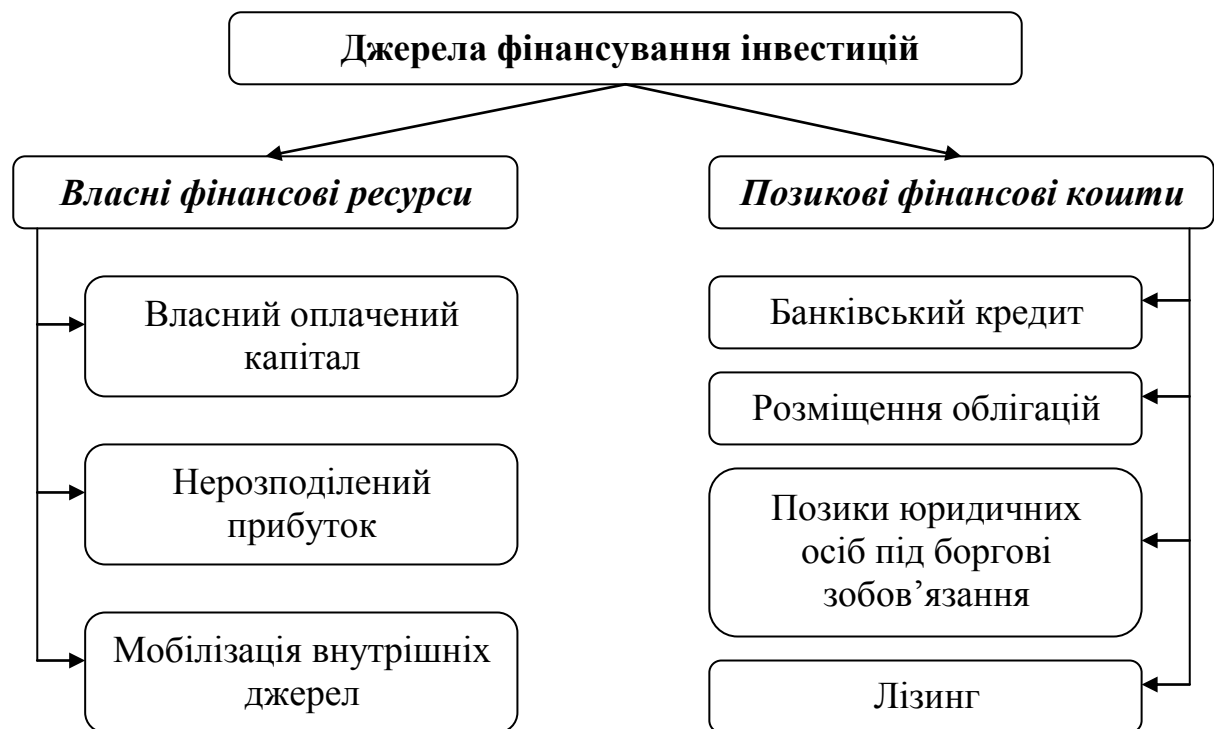 Джерела фінансування інвестицій
Власні фінансові ресурси
Власний оплачений
капітал
Нерозподілений
прибуток
Мобілізація внутрішніх
джерел
Позикові фінансові кошти
Банківський кредит
Розміщення облігацій
Позики юридичних
осіб під боргові
зобов’язання
Лізинг